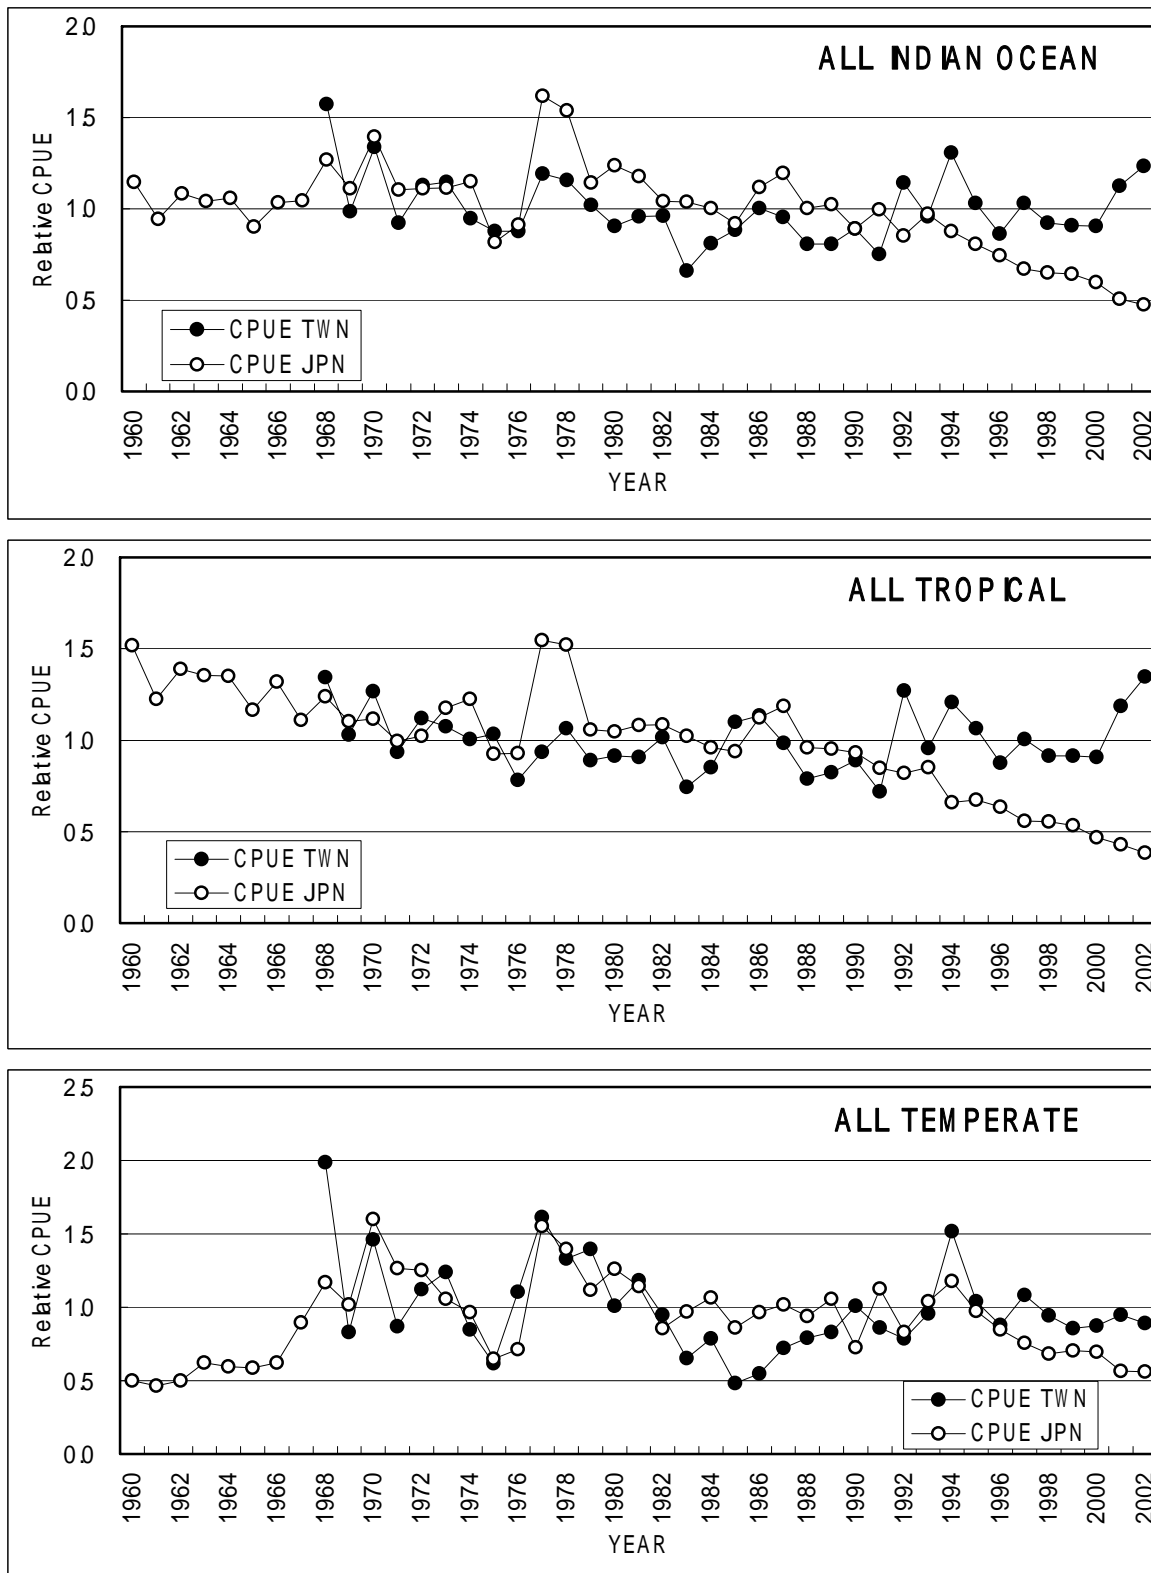 2.0
ALL INDIAN OCEAN
1.5
Relative CPUE
1.0
0.5
CPUE TWN
CPUE JPN
0.0
1960 1962 1964 1966 1968 1970 1972 1974 1976 1978 1980 1982 1984 1986 1988 1990 1992 1994 1996 1998 2000 2002
YEAR
2.0
ALL TROPICAL
1.5
Relative CPUE
1.0
0.5
CPUE TWN
CPUE JPN
0.0
1960 1962 1964 1966 1968 1970 1972 1974 1976 1978 1980 1982 1984 1986 1988 1990 1992 1994 1996 1998 2000 2002
YEAR
2.5
ALL TEMPERATE
2.0
1.5
Relative CPUE
1.0
0.5
CPUE TWN
CPUE JPN
0.0
1960 1962 1964 1966 1968 1970 1972 1974 1976 1978 1980 1982 1984 1986 1988 1990 1992 1994 1996 1998 2000 2002
YEAR